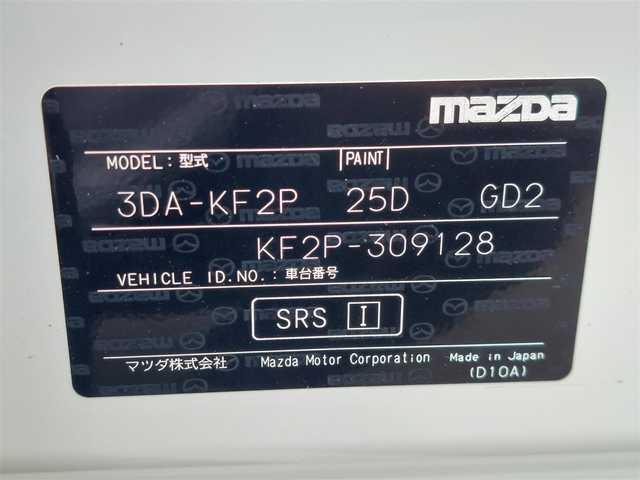 mazda
MODEL:型式 PAINT
3DA-KF2P 25D GD2
KF2P-309128
VEHICLE ID.NO.:車台番号
SRS I
マツダ株式会社 Mazda Motor Corporation Made in Japan
(D10A)